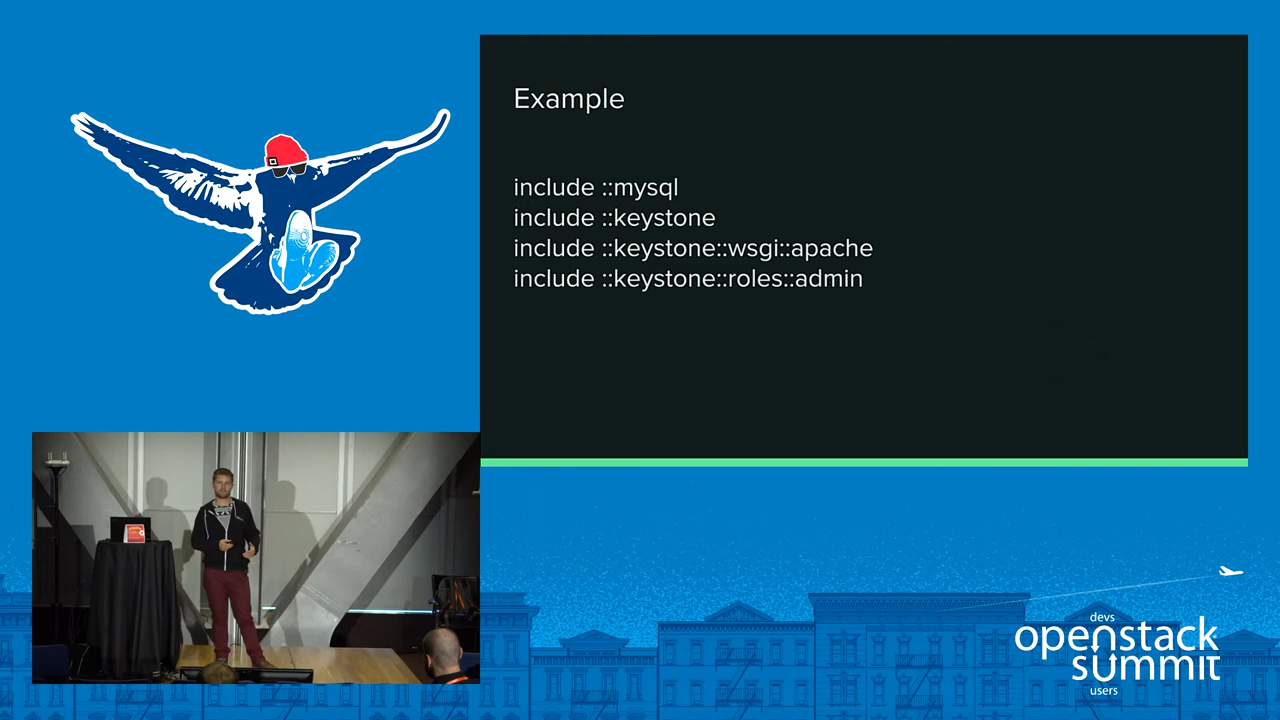 Example
include ::mysql
include ::keystone
include ::keystone::wsgi::apache
include ::keystone::roles::admin
devs
openstack
summit
users